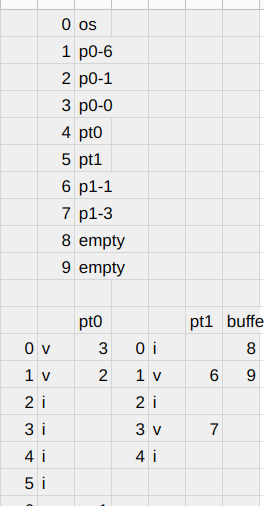 0 os
1 p0-6
2 p0-1
3 p0-0
4 pt0
5 pt1
6 p1-1
7 p1-3
8 empty
9 empty
pt0 pt1 buffe
0 v 3 0 i 8
1 v 2 1 v 6 9
2 i 2 i
3 i 3 v 7
4 i 4 i
5 i